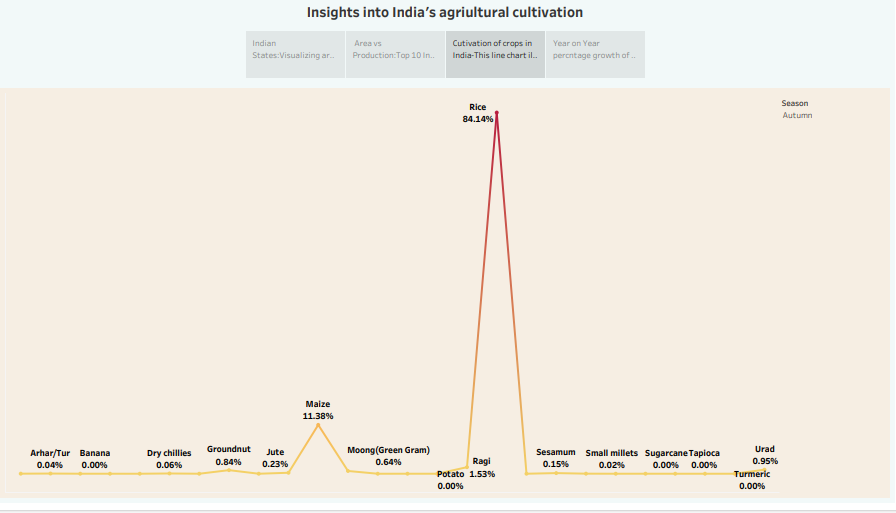 Insights into India's agriultural cultivation
Indian
States:Visualizing ar..
Area vs
Production:Top 10 In..
Cutivation of crops in
India-This line chart il..
Year on Year
percntage growth of ..
Season
Autumn
Rice
84.14%
Maize
11.38%
Arhar/Tur
0.04%
Banana
0.00%
Dry chillies
0.06%
Groundnut
0.84%
Jute
0.23%
Moong(Green Gram)
0.64%
Potato
0.00%
Ragi
1.53%
Sesamum
0.15%
Small millets
0.02%
Sugarcane
0.00%
Tapioca
0.00%
Turmeric
0.00%
Urad
0.95%